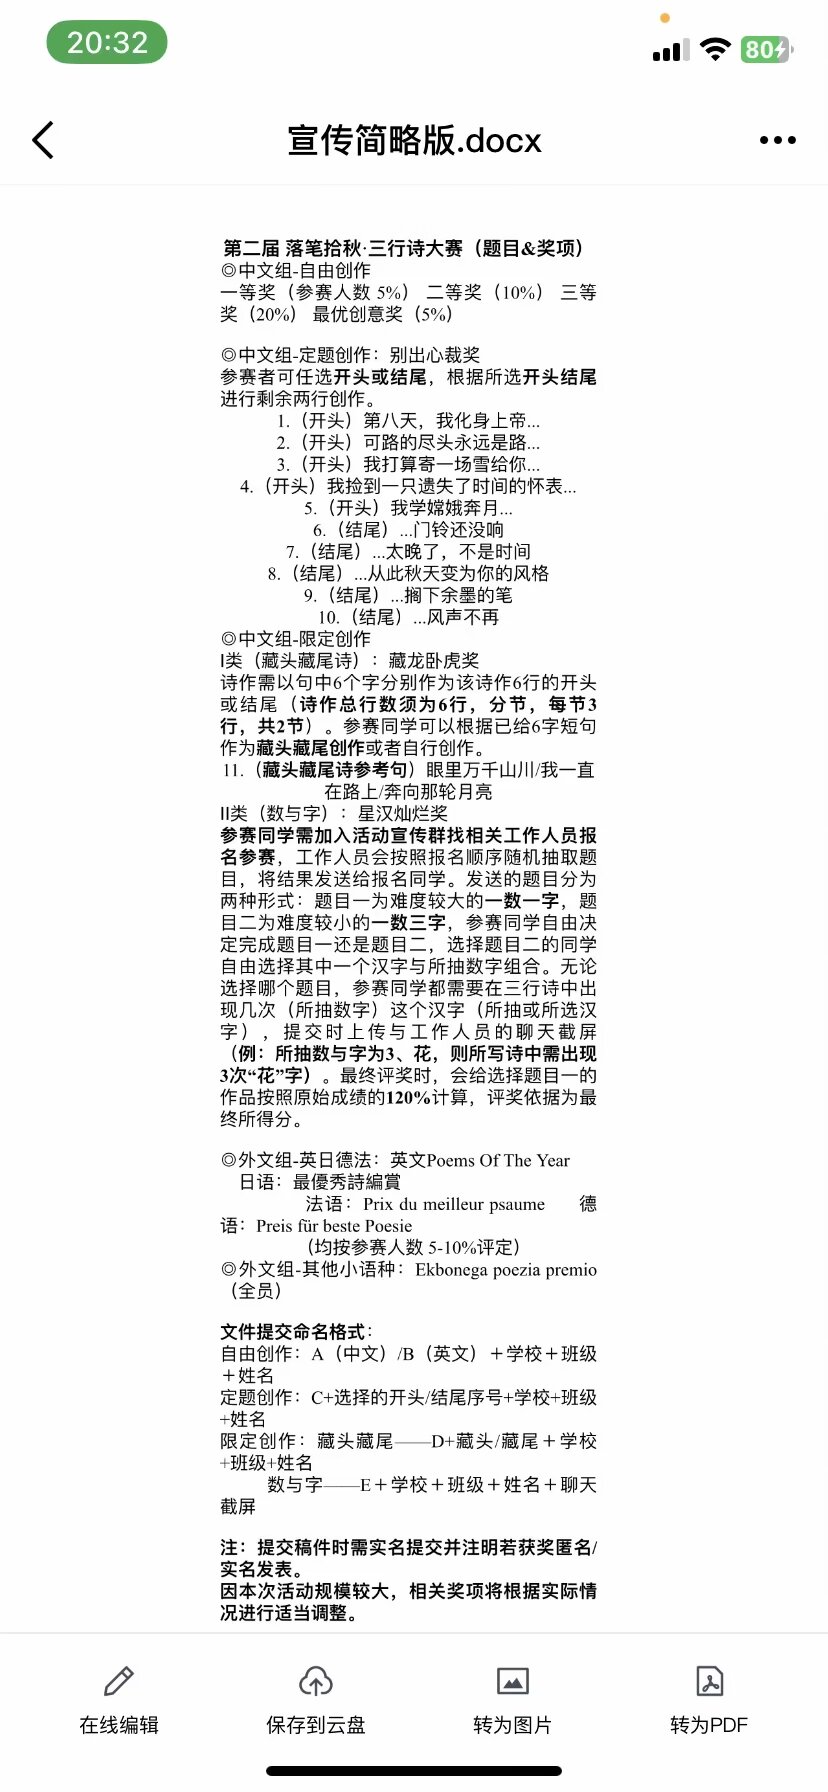 20:32
80
宣传简略版.docx
第二届 落笔拾秋·三行诗大赛（题目&奖项）
◎中文组-自由创作
一等奖（参赛人数 5%） 二等奖（10%） 三等
奖（20%） 最优创意奖（5%）
◎中文组-定题创作：别出心裁奖
参赛者可任选开头或结尾，根据所选开头结尾
进行剩余两行创作。
1.（开头）第八天，我化身上帝...
2.（开头）可路的尽头永远是路...
3.（开头）我打算寄一场雪给你...
4.（开头）我捡到一只遗失了时间的怀表...
5.（开头）我学嫦娥奔月...
6.（结尾）...门铃还没响
7.（结尾）...太晚了，不是时间
8.（结尾）...从此秋天变为你的风格
9.（结尾）...搁下余墨的笔
10.（结尾）...风声不再
◎中文组-限定创作
I类（藏头藏尾诗）：藏龙卧虎奖
诗作需以句中6个字分别作为该诗作6行的开头
或结尾（诗作总行数须为6行，分节，每节3
行，共2节）。参赛同学可以根据已给6字短句
作为藏头藏尾创作或者自行创作。
11.（藏头藏尾诗参考句）眼里万千山川/我一直
在路上/奔向那轮月亮
II类（数与字）：星汉灿烂奖
参赛同学需加入活动宣传群找相关工作人员报
名参赛，工作人员会按照报名顺序随机抽取题
目，将结果发送给报名同学。发送的题目分为
两种形式：题目一为难度较大的一数一字，题
目二为难度较小的一数三字，参赛同学自由决
定完成题目一还是题目二，选择题目二的同学
自由选择其中一个汉字与所抽数字组合。无论
选择哪个题目，参赛同学都需要在三行诗中出
现几次（所抽数字）这个汉字（所抽或所选汉
字），提交时上传与工作人员的聊天截屏
（例：所抽数与字为3、花，则所写诗中需出现
3次“花”字）。最终评奖时，会给选择题目一的
作品按照原始成绩的120%计算，评奖依据为最
终所得分。
◎外文组-英日德法：英文Poems Of The Year
日语：最優秀詩編賞
法语：Prix du meilleur psaume 德
语：Preis für beste Poesie
（均按参赛人数 5-10%评定）
◎外文组-其他小语种：Ekbonega poezia premio
（全员）
文件提交命名格式：
自由创作：A（中文）/B（英文）＋学校＋班级
＋姓名
定题创作：C+选择的开头/结尾序号+学校+班级
+姓名
限定创作：藏头藏尾——D+藏头/藏尾＋学校
+班级+姓名
数与字——E＋学校＋班级＋姓名＋聊天
截屏
注：提交稿件时需实名提交并注明若获奖匿名/
实名发表。
因本次活动规模较大，相关奖项将根据实际情
况进行适当调整。
在线编辑 保存到云盘 转为图片 转为PDF